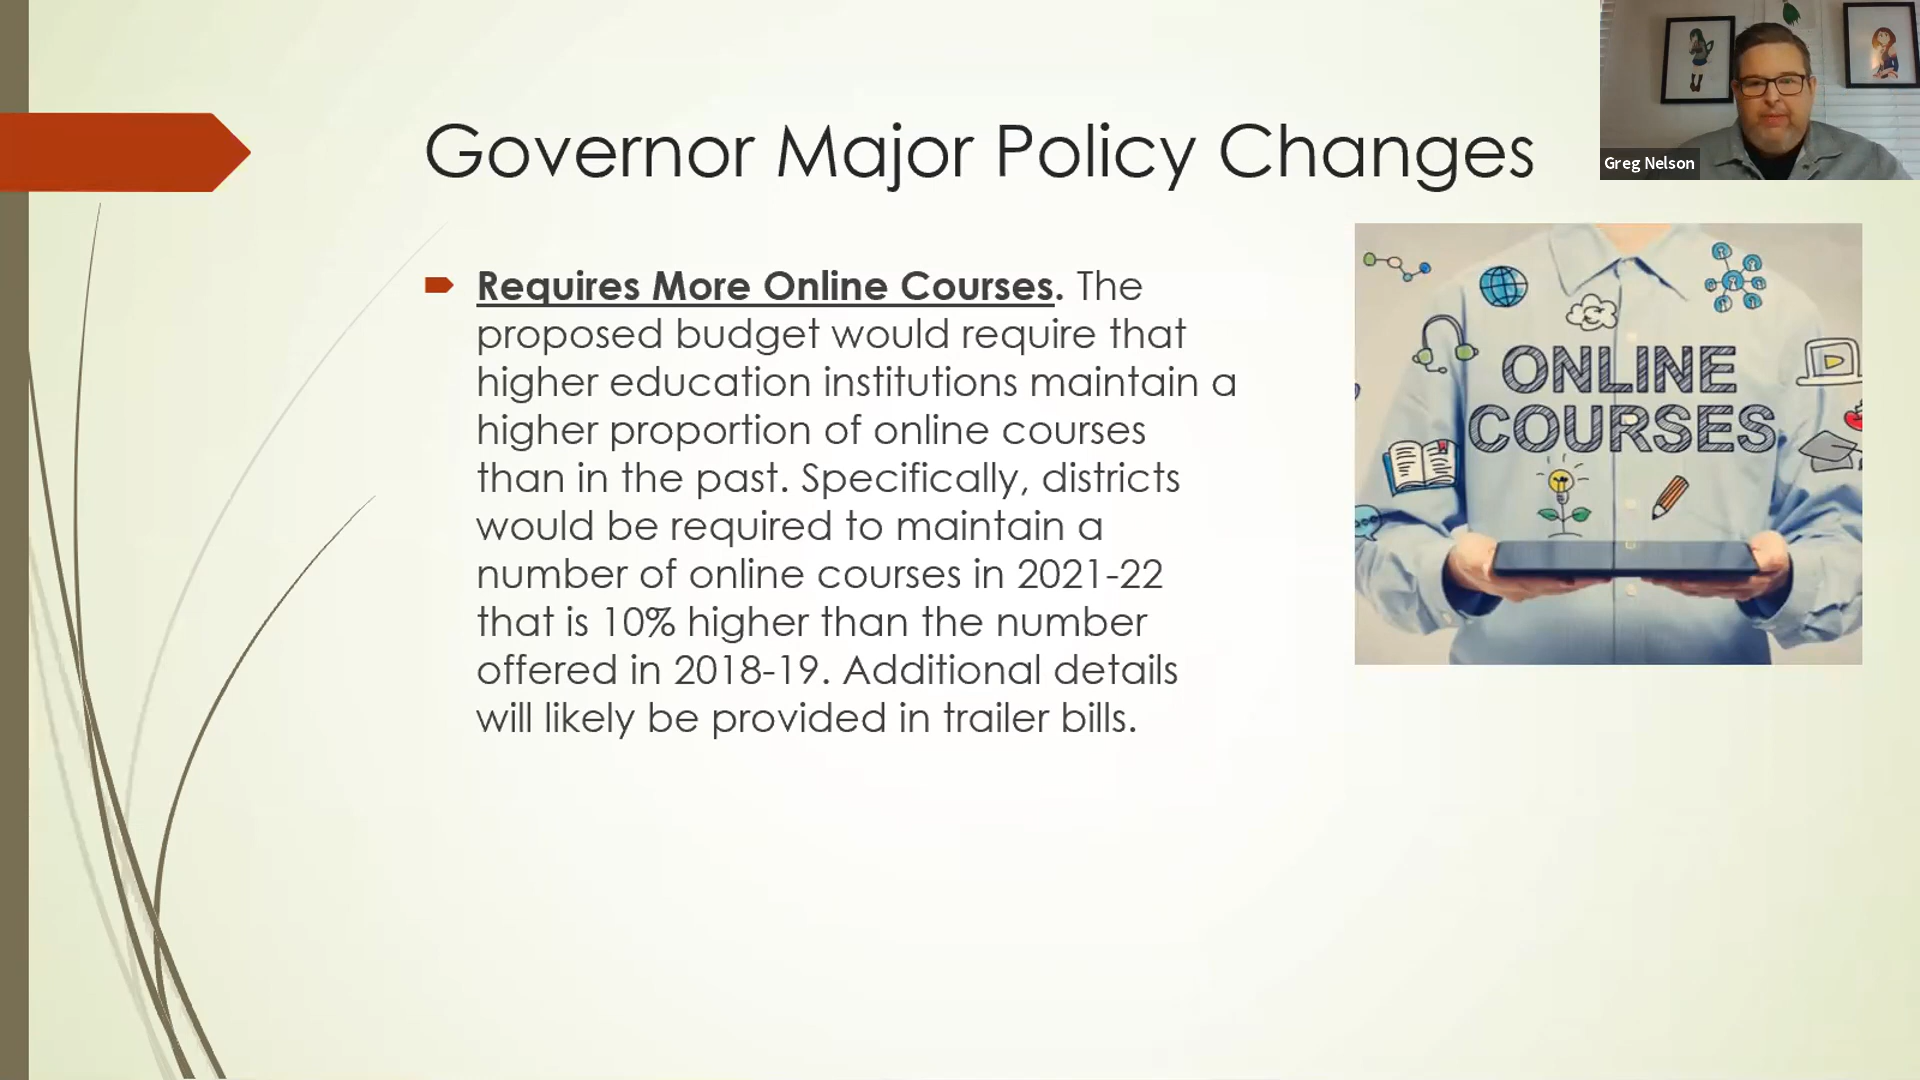 Governor Major Policy Changes
Greg Nelson
Requires More Online Courses. The
proposed budget would require that
higher education institutions maintain a
higher proportion of online courses
than in the past. Specifically, districts
would be required to maintain a
number of online courses in 2021-22
that is 10% higher than the number
offered in 2018-19. Additional details
will likely be provided in trailer bills.
ONLINE
COURSES